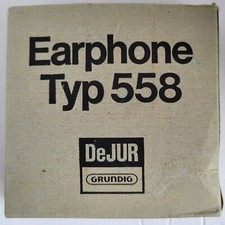 Earphone
Typ 558
DeJUR
GRUNDIG